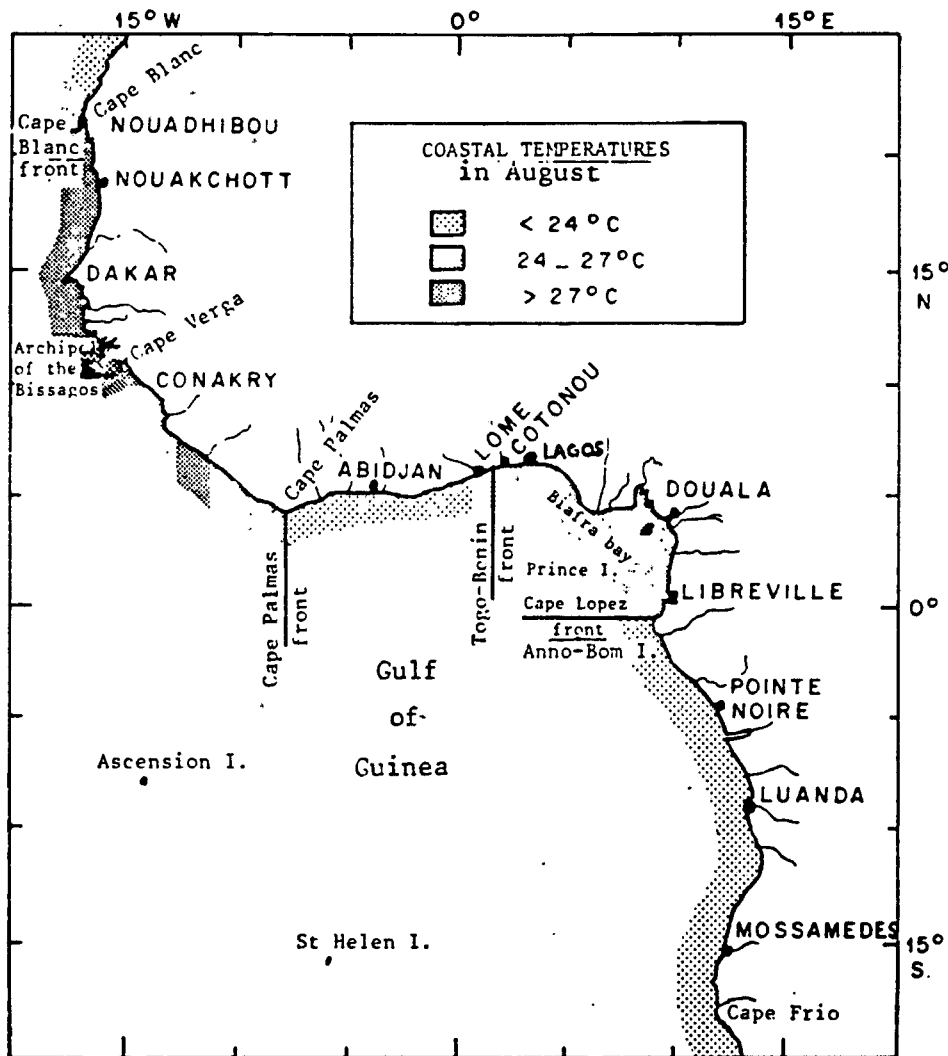 15° W
0°
15° E
Cape Blanc
Cape
Blanc
front
NOUADHIBOU
NOUAKCHOTT
COASTAL TEMPERATURES
in August
< 24°C
24_27°C
> 27°C
DAKAR
15°
N
Cape Verga
of the
Bissagos
CONAKRY
Cape Palmas
ABIDJAN
LOME
COTONOU
LAGOS
DOUALA
Biafra bay
Prince I.
LIBREVILLE
Cape Lopez
front
Anno-Bom I.
0°
Cape Palmas
front
Togo-Benin
front
Gulf
of
Guinea
POINTE
NOIRE
Ascension I.
LUANDA
St Helen I.
MOSSAMEDES
15°
S.
Cape Frio